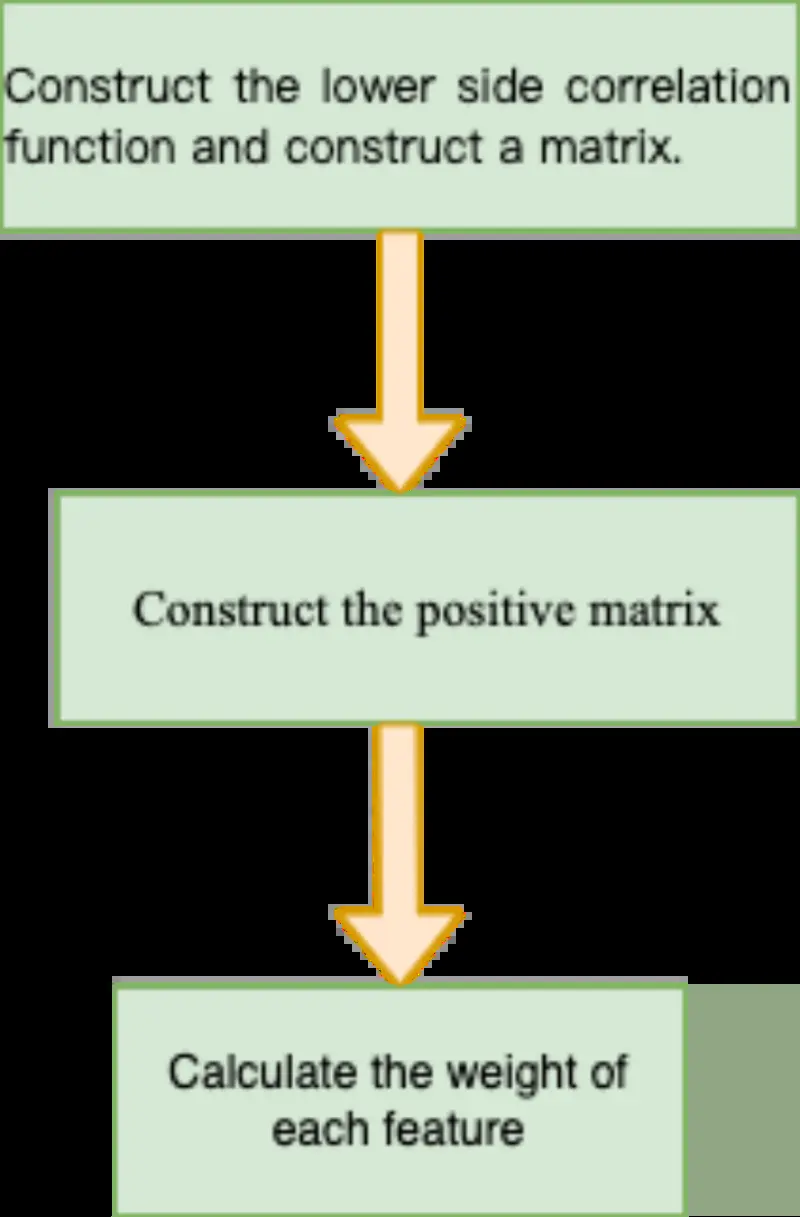 Construct the lower side correlation
function and construct a matrix.
Construct the positive matrix
Calculate the weight of
each feature